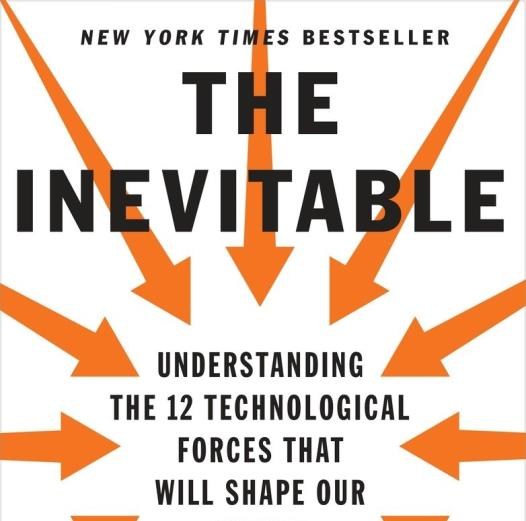 NEW YORK TIMES BESTSELLER
THE
INEVITABLE
UNDERSTANDING
THE 12 TECHNOLOGICAL
FORCES THAT
WILL SHAPE OUR